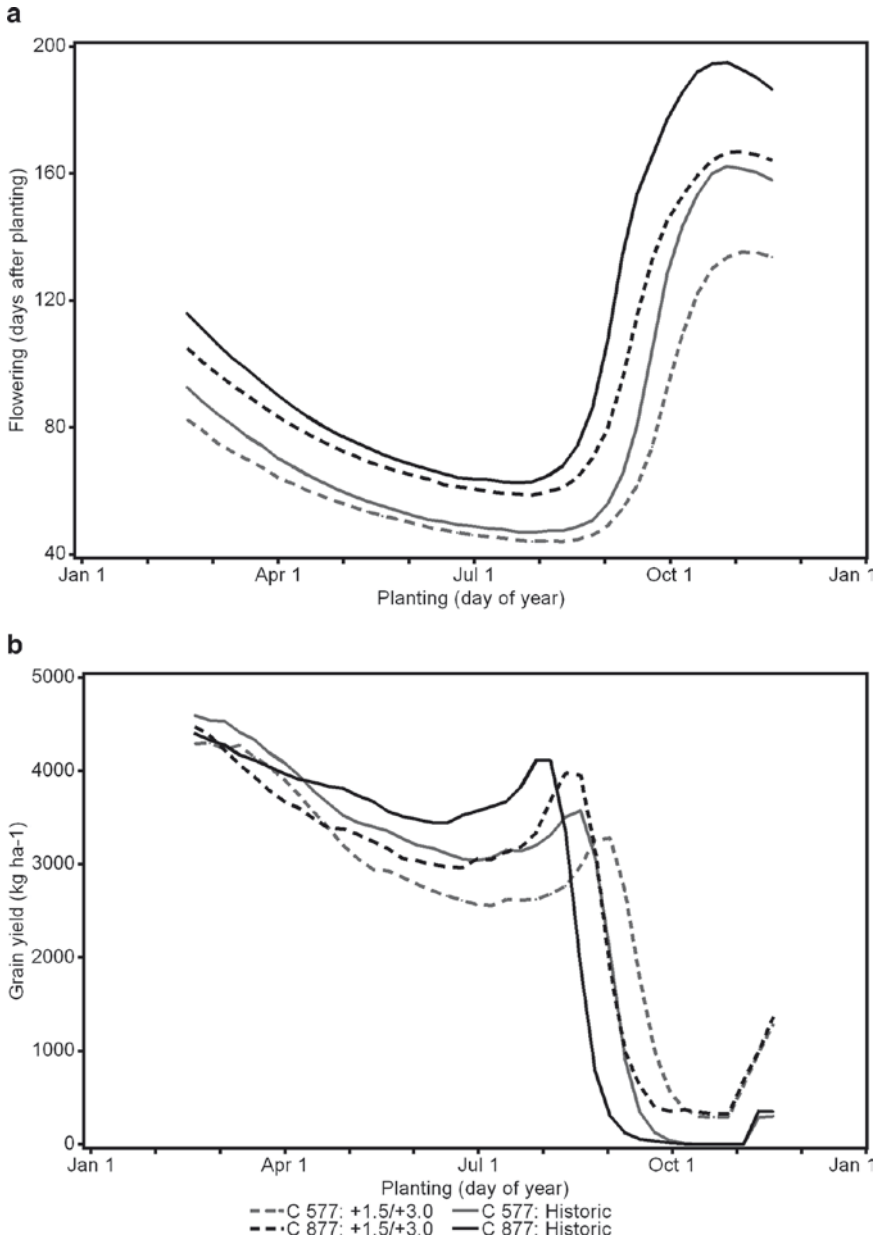 a
200
160
120
80
40
Flowering (days after planting)
Jan 1 Apr 1 Jul 1 Oct 1 Jan 1
Planting (day of year)
b
5000
4000
3000
2000
1000
0
Grain yield (kg ha-1)
Jan 1 Apr 1 Jul 1 Oct 1 Jan 1
Planting (day of year)
C 577: +1.5/+3.0 C 577: Historic
C 877: +1.5/+3.0 C 877: Historic